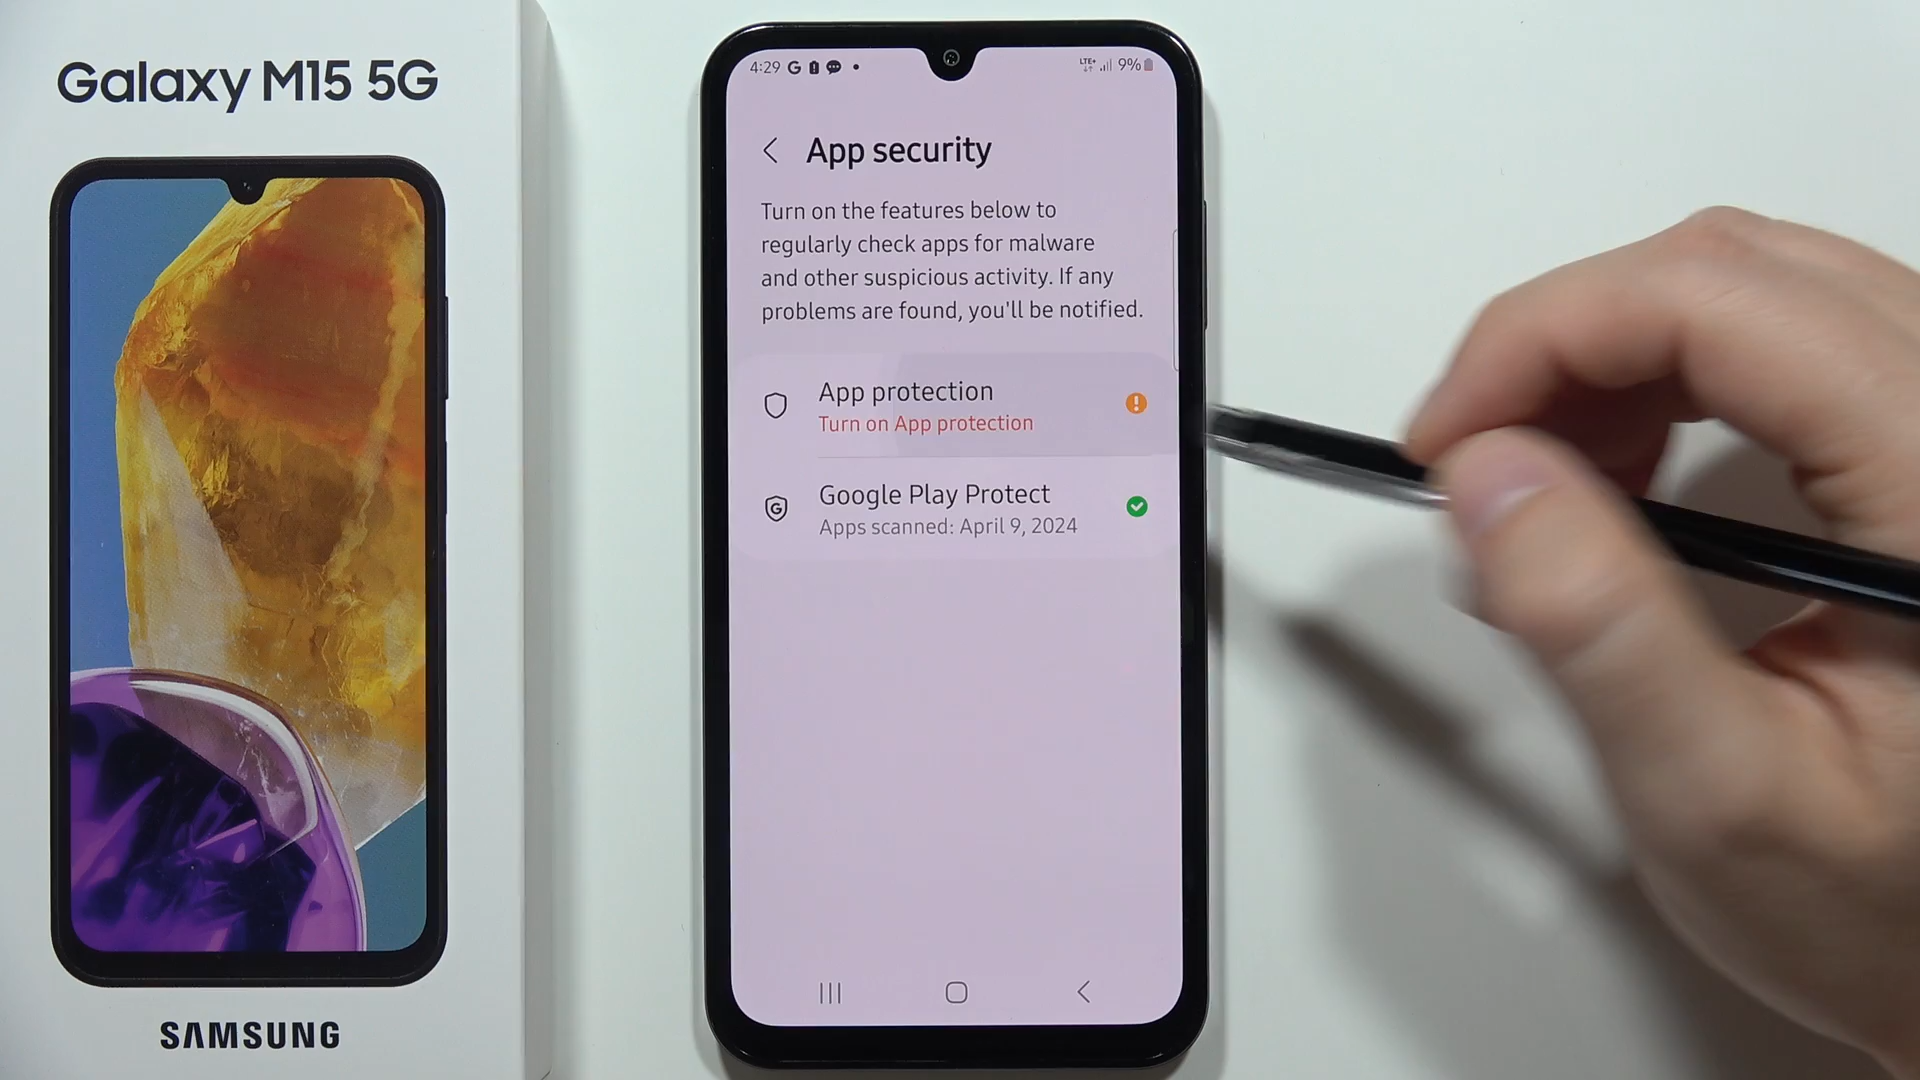 Galaxy M15 5G
SAMSUNG
4:29
LTE+
9%
App security
Turn on the features below to
regularly check apps for malware
and other suspicious activity. If any
problems are found, you'll be notified.
App protection
Turn on App protection
Google Play Protect
Apps scanned: April 9, 2024